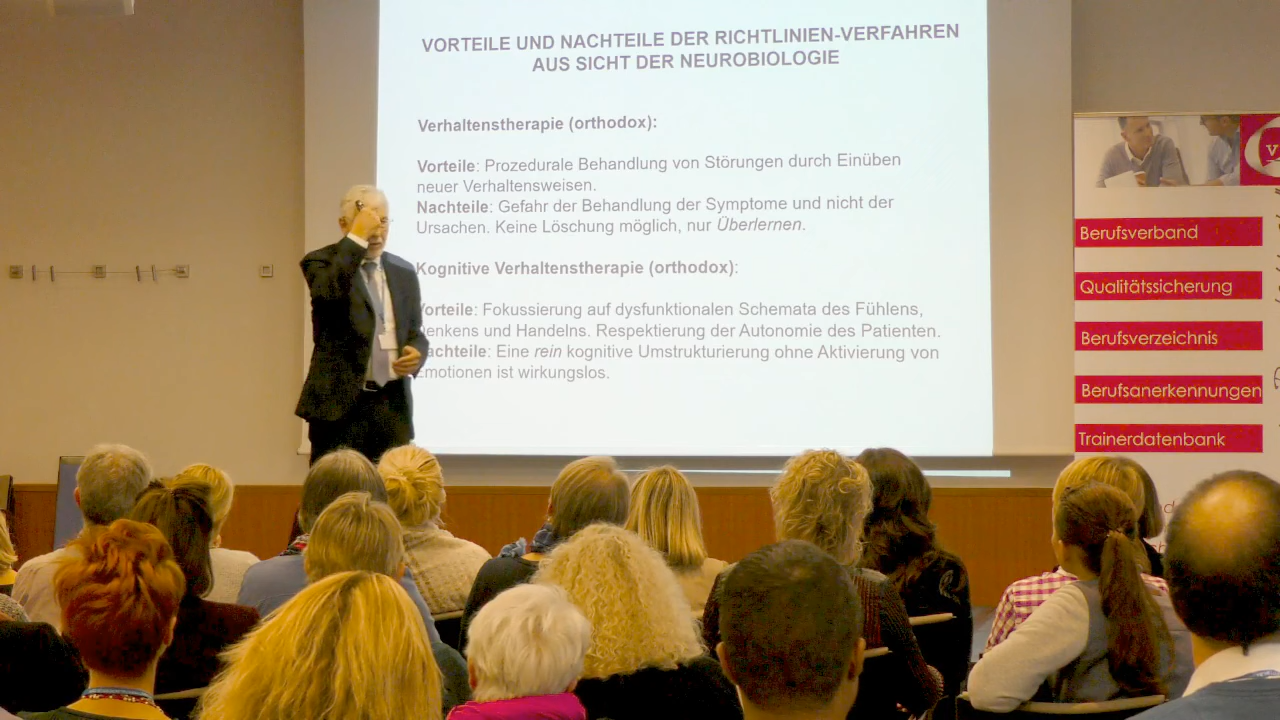 VORTEILE UND NACHTEILE DER RICHTLINIEN-VERFAHREN
AUS SICHT DER NEUROBIOLOGIE
Verhaltenstherapie (orthodox):
Vorteile: Prozedurale Behandlung von Störungen durch Einüben
neuer Verhaltensweisen.
Nachteile: Gefahr der Behandlung der Symptome und nicht der
Ursachen. Keine Löschung möglich, nur Überlernen.
Kognitive Verhaltenstherapie (orthodox):
Vorteile: Fokussierung auf dysfunktionalen Schemata des Fühlens,
Denkens und Handelns. Respektierung der Autonomie des Patienten.
Nachteile: Eine rein kognitive Umstrukturierung ohne Aktivierung von
Emotionen ist wirkungslos.
Berufsverband
Qualitätssicherung
Berufsverzeichnis
Berufsanerkennungen
Trainerdatenbank